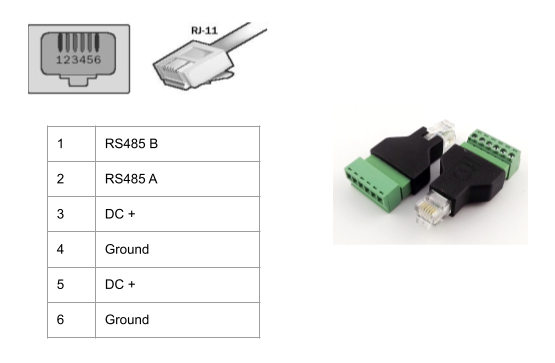 RJ-11
123456
1 RS485 B
2 RS485 A
3 DC +
4 Ground
5 DC +
6 Ground